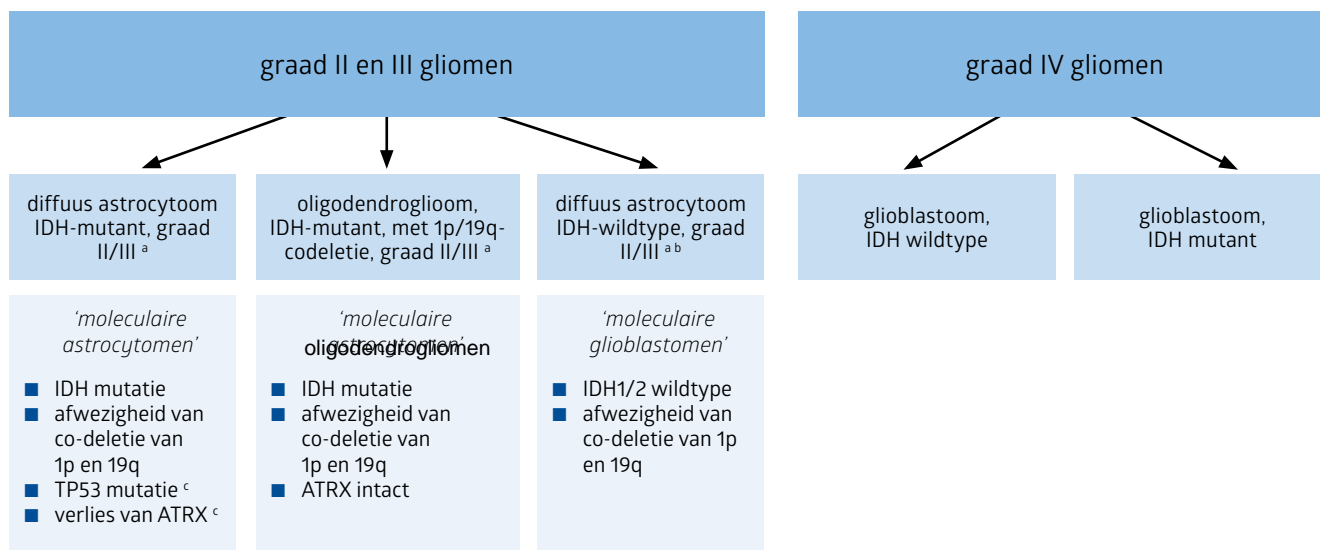 graad II en III gliomen
graad IV gliomen
diffuus astrocytoom
IDH-mutant, graad
II/III ᵃ
oligodendroglioom,
IDH-mutant, met 1p/19q-
codeletie, graad II/III ᵃ
diffuus astrocytoom
IDH-wildtype, graad
II/III ᵃ ᵇ
glioblastoom,
IDH wildtype
glioblastoom,
IDH mutant
‘moleculaire
astrocytomen’
■ IDH mutatie
■ afwezigheid van
co-deletie van
1p en 19q
■ TP53 mutatie ᶜ
■ verlies van ATRX ᶜ
‘moleculaire
astrocytomen’
oligodendrogliomen
■ IDH mutatie
■ afwezigheid van
co-deletie van
1p en 19q
■ ATRX intact
‘moleculaire
glioblastomen’
■ IDH1/2 wildtype
■ afwezigheid van
co-deletie van 1p
en 19q